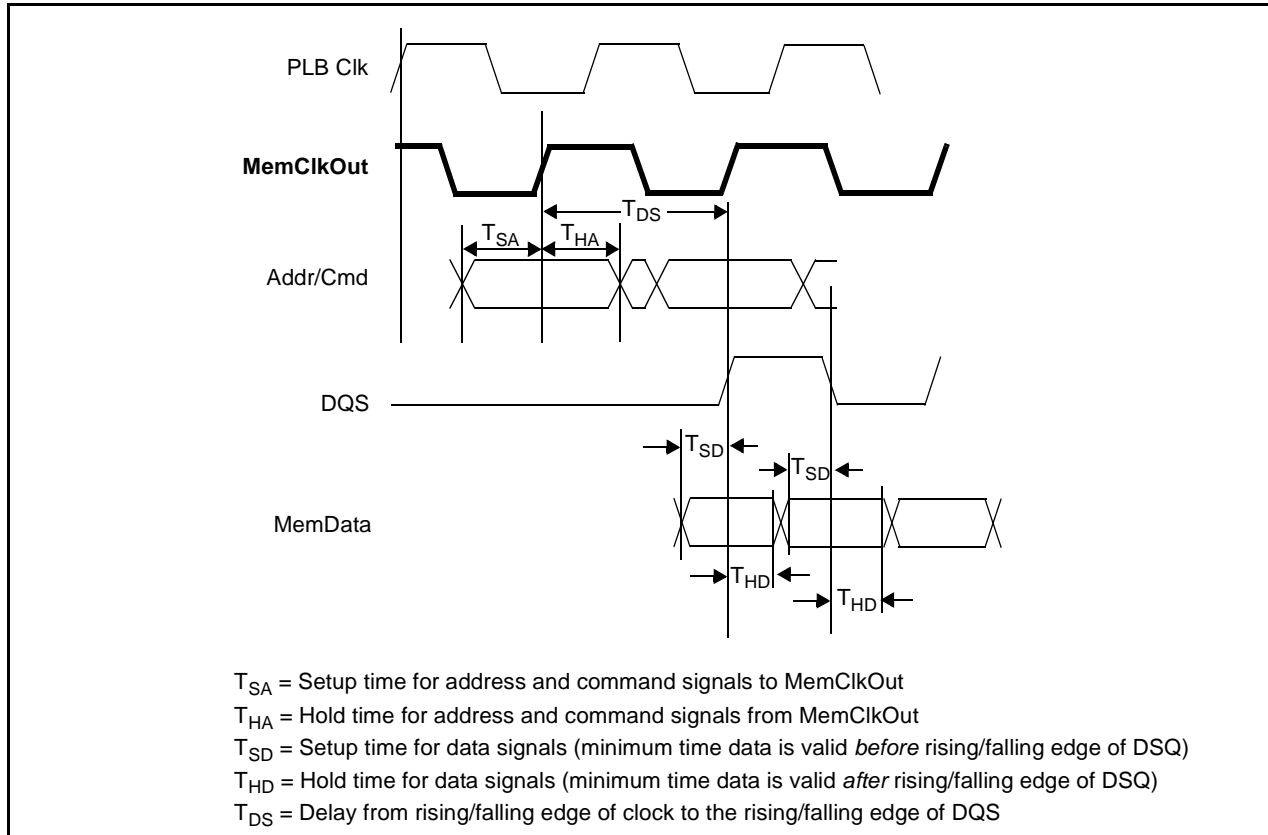 PLB Clk
MemClkOut
TDS
TSA THA
Addr/Cmd
DQS
TSD
TSD
MemData
THD
THD
TSA = Setup time for address and command signals to MemClkOut
THA = Hold time for address and command signals from MemClkOut
TSD = Setup time for data signals (minimum time data is valid before rising/falling edge of DSQ)
THD = Hold time for data signals (minimum time data is valid after rising/falling edge of DSQ)
TDS = Delay from rising/falling edge of clock to the rising/falling edge of DQS